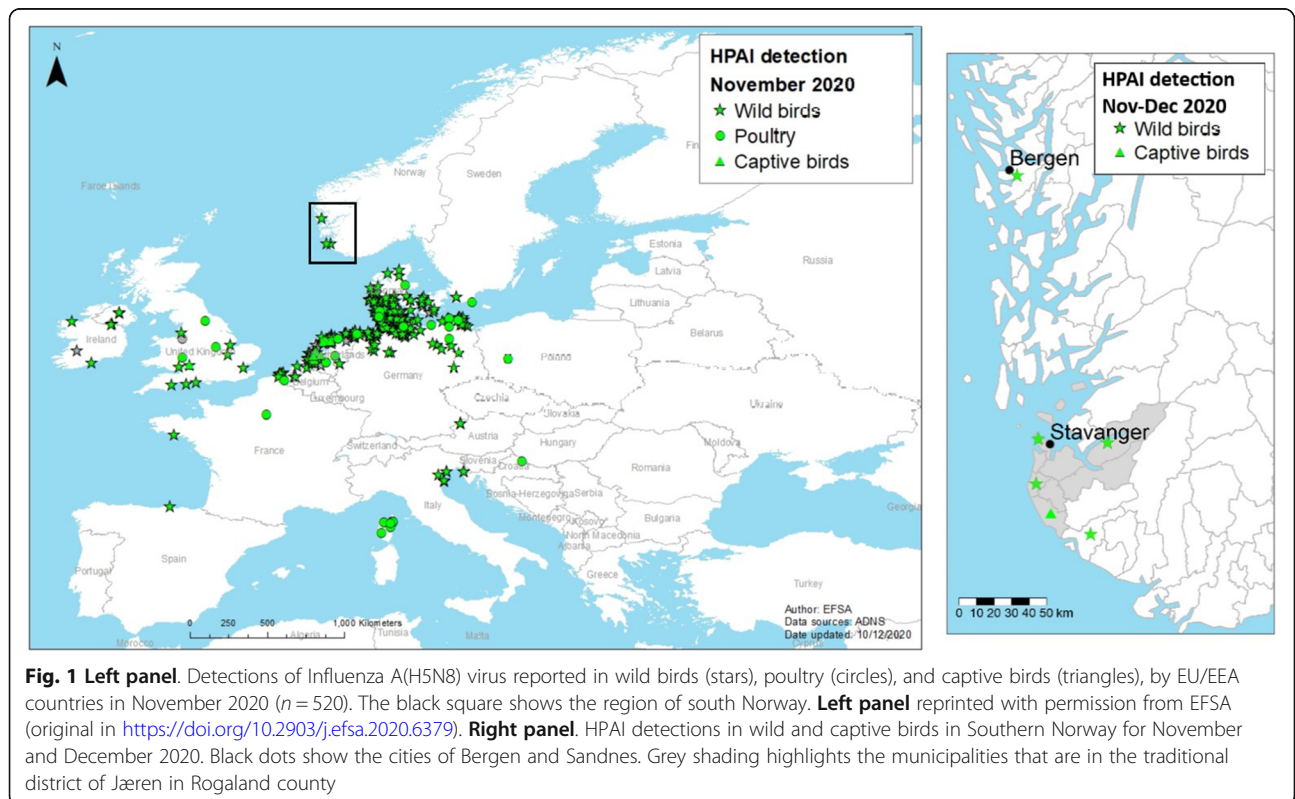 N
HPAI detection
November 2020
Wild birds
Poultry
Captive birds
Faroe Islands
Norway
Sweden
Fin
Estonia
Latvia
Lithuania
Russia
Belarus
Ireland
United Kingdom
Belgium
Luxembourg
Germany
Poland
Czechia
Slovakia
Ukraine
France
Switzerland
Austria
Hungary
Moldova
Slovenia
Croatia
Romania
Bosnia-Herzegovina
Serbia
Montenegro
Kosovo
Bulgaria
Italy
North Macedonia
Albania
Georgia
Portugal
Spain
Greece
Turkey
Morocco
Algeria
Tunisia
Malta
Cyprus
0 250 500 1,000 Kilometers
Author: EFSA
Data sources: ADNS
Date updated: 10/12/2020
HPAI detection
Nov-Dec 2020
Wild birds
Captive birds
Bergen
Stavanger
0 10 20 30 40 50 km
Fig. 1 Left panel. Detections of Influenza A(H5N8) virus reported in wild birds (stars), poultry (circles), and captive birds (triangles), by EU/EEA
countries in November 2020 (n = 520). The black square shows the region of south Norway. Left panel reprinted with permission from EFSA
(original in https://doi.org/10.2903/j.efsa.2020.6379). Right panel. HPAI detections in wild and captive birds in Southern Norway for November
and December 2020. Black dots show the cities of Bergen and Sandnes. Grey shading highlights the municipalities that are in the traditional
district of Jæren in Rogaland county